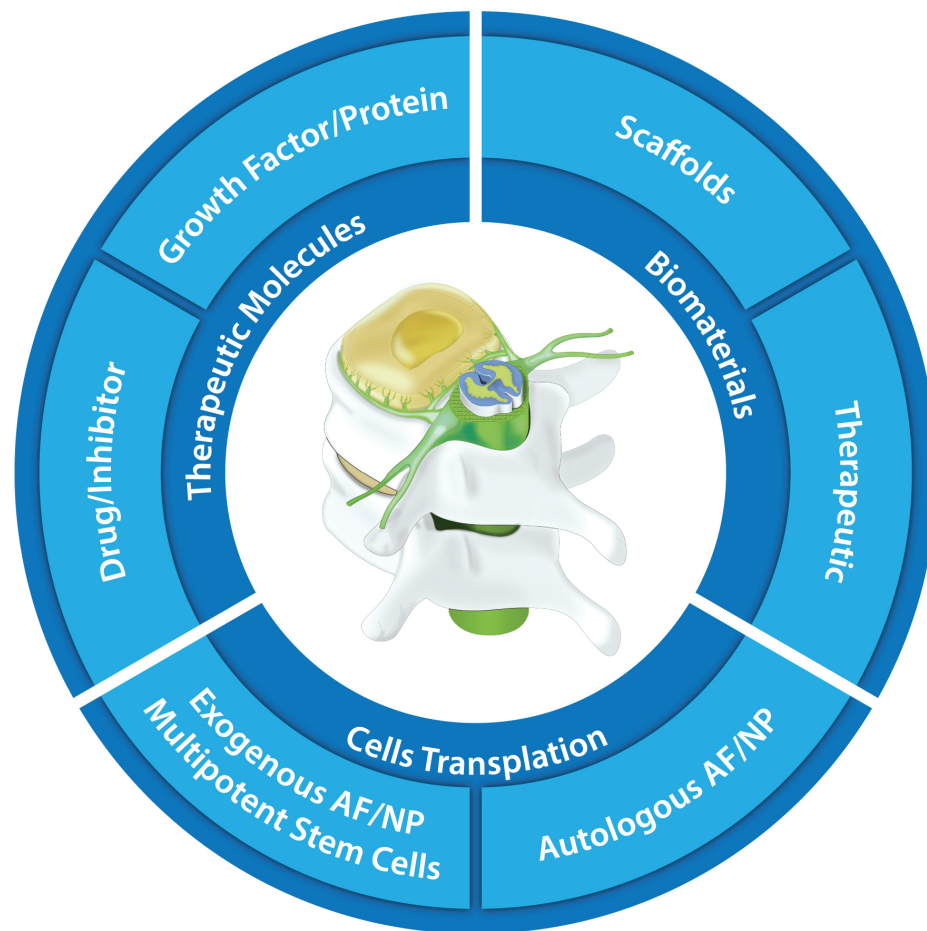 Growth Factor/Protein
Scaffolds
Therapeutic Molecules
Biomaterials
Drug/Inhibitor
Therapeutic
Cells Transplation
Exogenous AF/NP
Multipotent Stem Cells
Autologous AF/NP